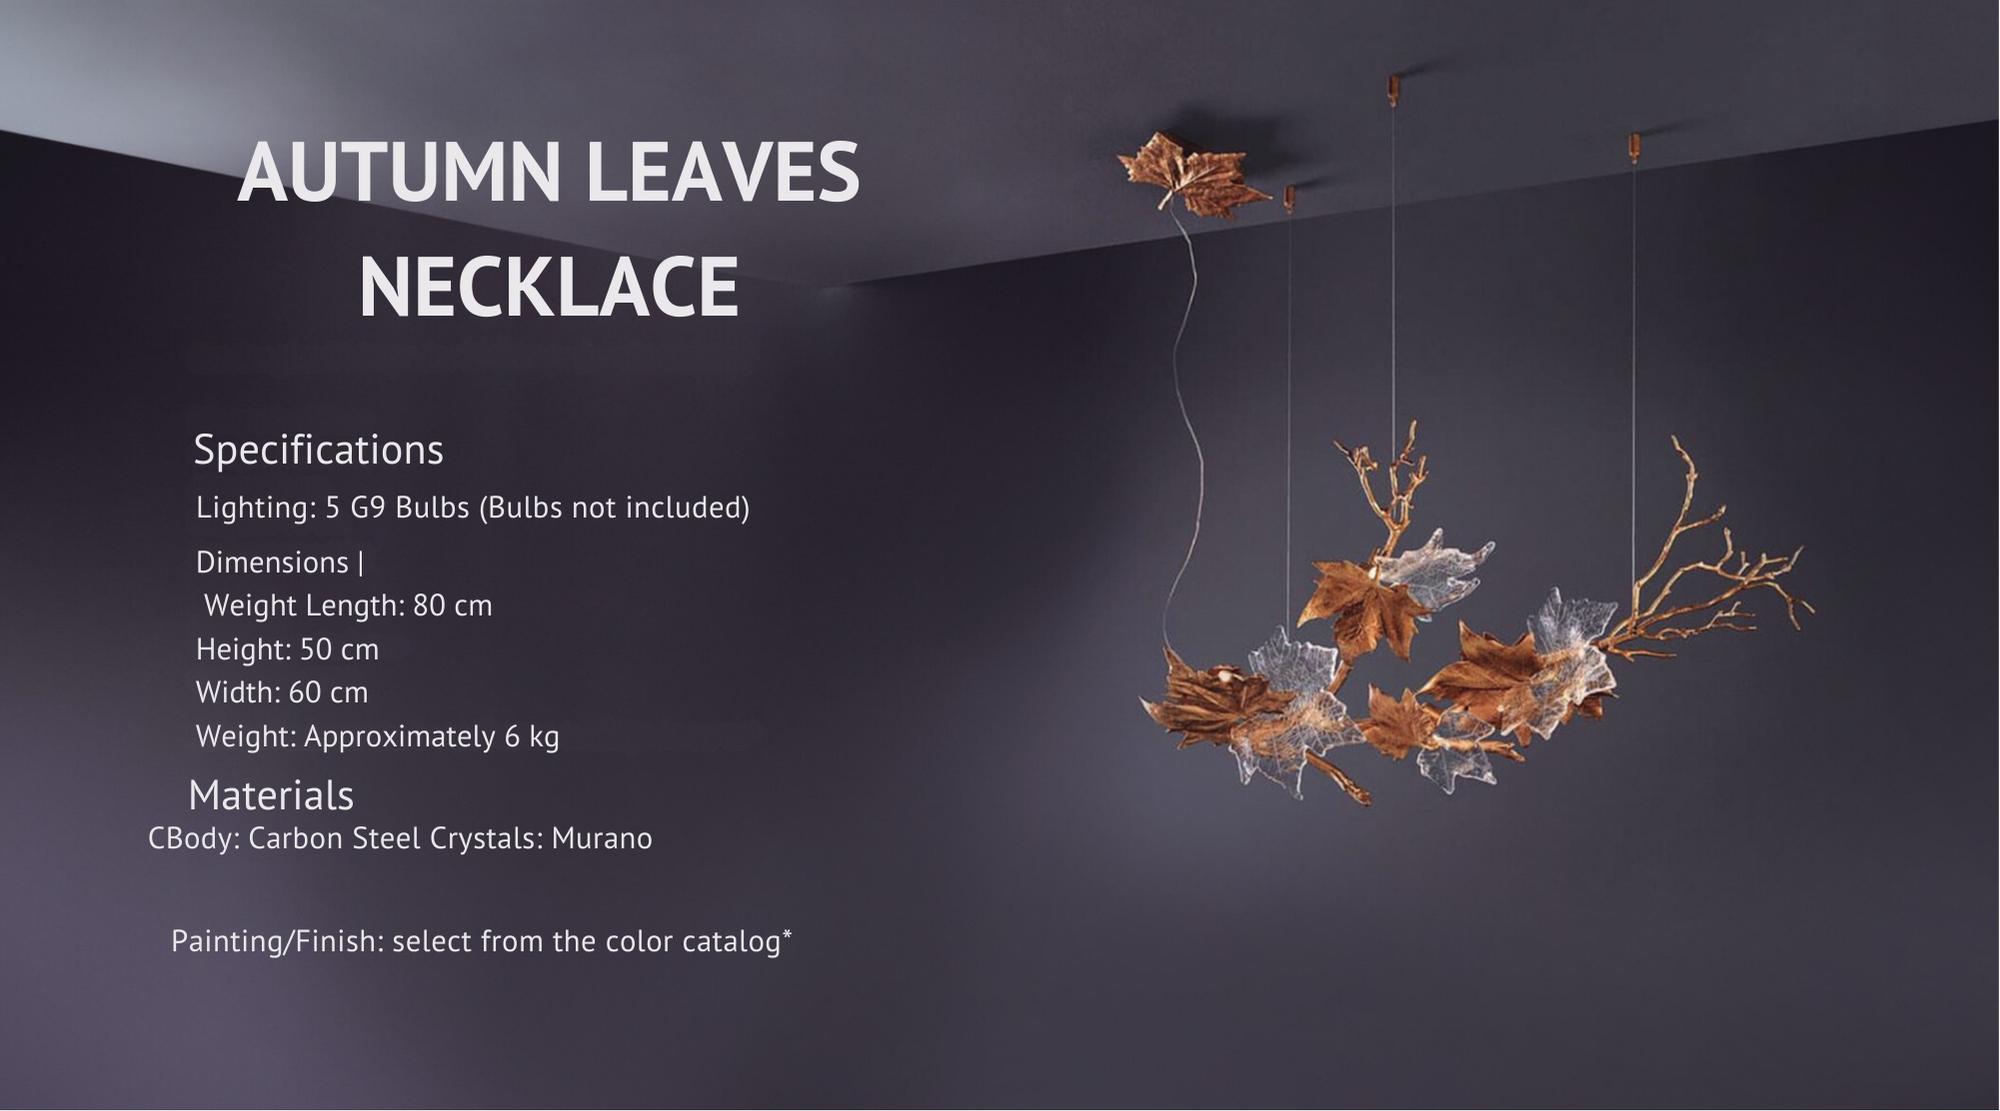 AUTUMN LEAVES
NECKLACE
Specifications
Lighting: 5 G9 Bulbs (Bulbs not included)
Dimensions |
Weight Length: 80 cm
Height: 50 cm
Width: 60 cm
Weight: Approximately 6 kg
Materials
CBody: Carbon Steel Crystals: Murano
Painting/Finish: select from the color catalog*